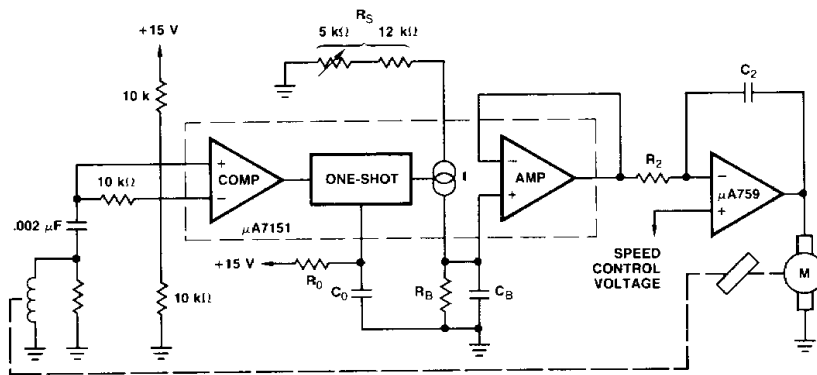 R_S
+15 V
5 kΩ 12 kΩ
10 k
C_2
COMP
ONE-SHOT
I
AMP
R_2
10 kΩ
μA759
.002 μF
μA7151
SPEED
CONTROL
VOLTAGE
M
+15 V
R_0
C_0
R_B
C_B
10 kΩ
+
−
−
+
−
+